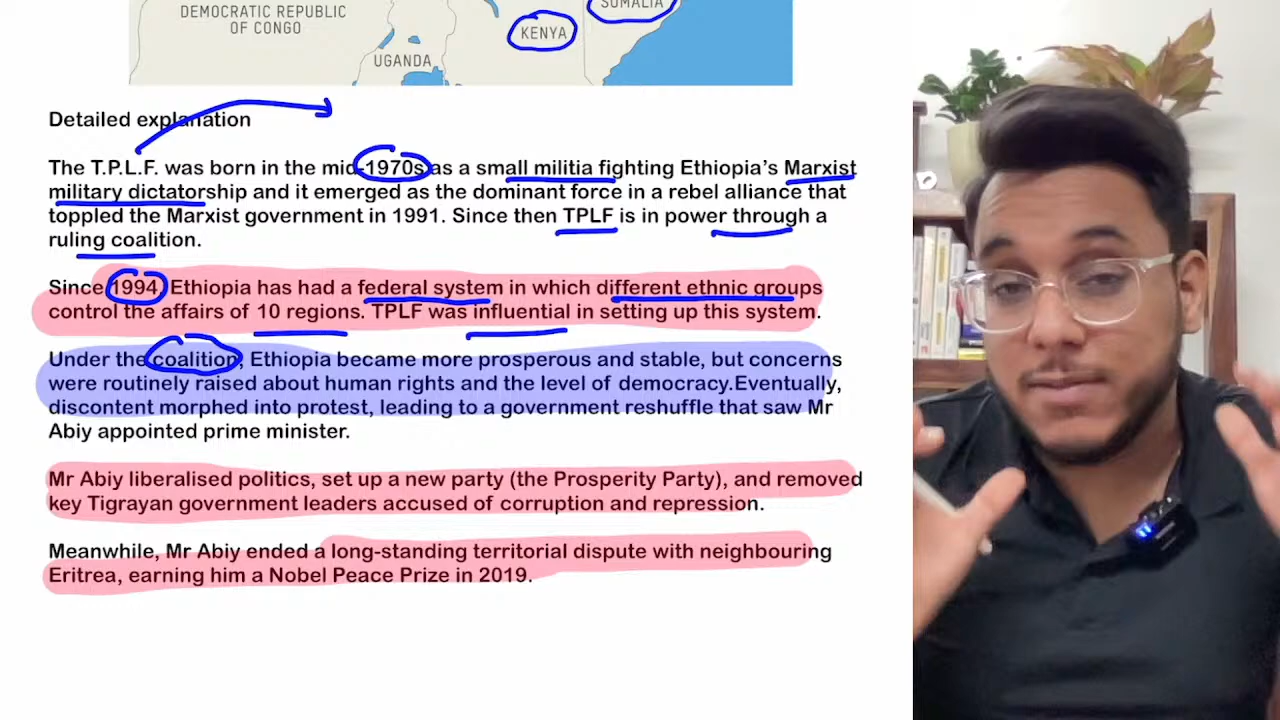 DEMOCRATIC REPUBLIC
OF CONGO
SOMALIA
KENYA
UGANDA
Detailed explanation
The T.P.L.F. was born in the mid-1970s as a small militia fighting Ethiopia's Marxist
military dictatorship and it emerged as the dominant force in a rebel alliance that
toppled the Marxist government in 1991. Since then TPLF is in power through a
ruling coalition.
Since 1994, Ethiopia has had a federal system in which different ethnic groups
control the affairs of 10 regions. TPLF was influential in setting up this system.
Under the coalition, Ethiopia became more prosperous and stable, but concerns
were routinely raised about human rights and the level of democracy.Eventually,
discontent morphed into protest, leading to a government reshuffle that saw Mr
Abiy appointed prime minister.
Mr Abiy liberalised politics, set up a new party (the Prosperity Party), and removed
key Tigrayan government leaders accused of corruption and repression.
Meanwhile, Mr Abiy ended a long-standing territorial dispute with neighbouring
Eritrea, earning him a Nobel Peace Prize in 2019.